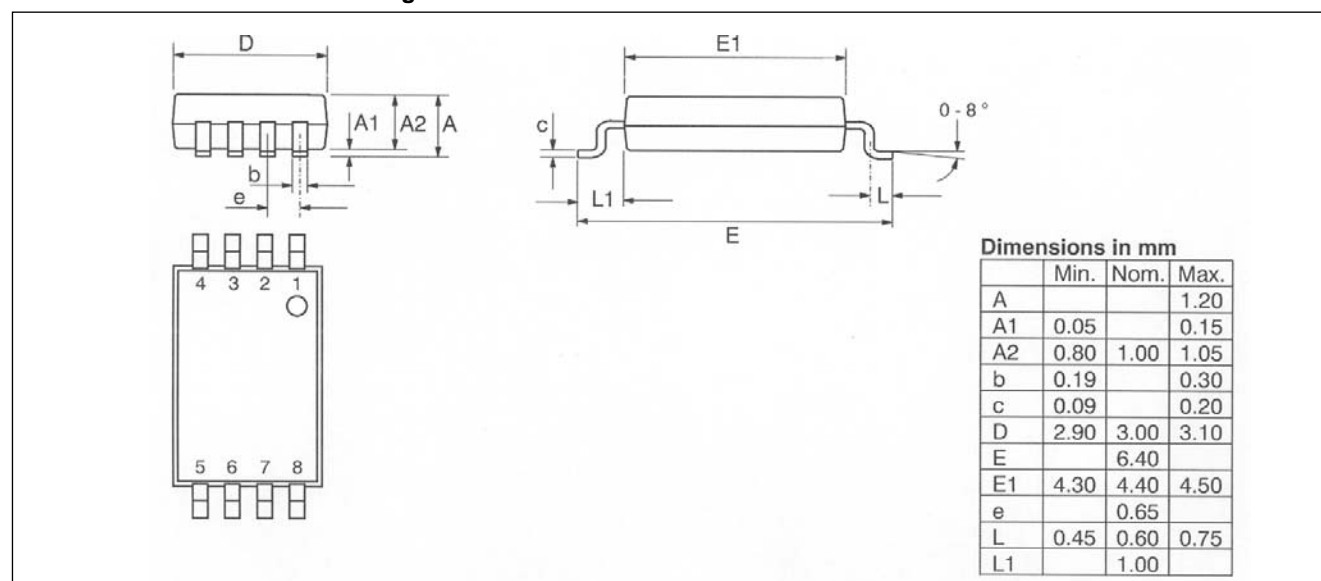 D
E1
A1 A2 A
c
0 - 8 °
b
e
L1
L
E
4 3 2 1
5 6 7 8
Dimensions in mm
Min. Nom. Max.
A 1.20
A1 0.05 0.15
A2 0.80 1.00 1.05
b 0.19 0.30
c 0.09 0.20
D 2.90 3.00 3.10
E 6.40
E1 4.30 4.40 4.50
e 0.65
L 0.45 0.60 0.75
L1 1.00